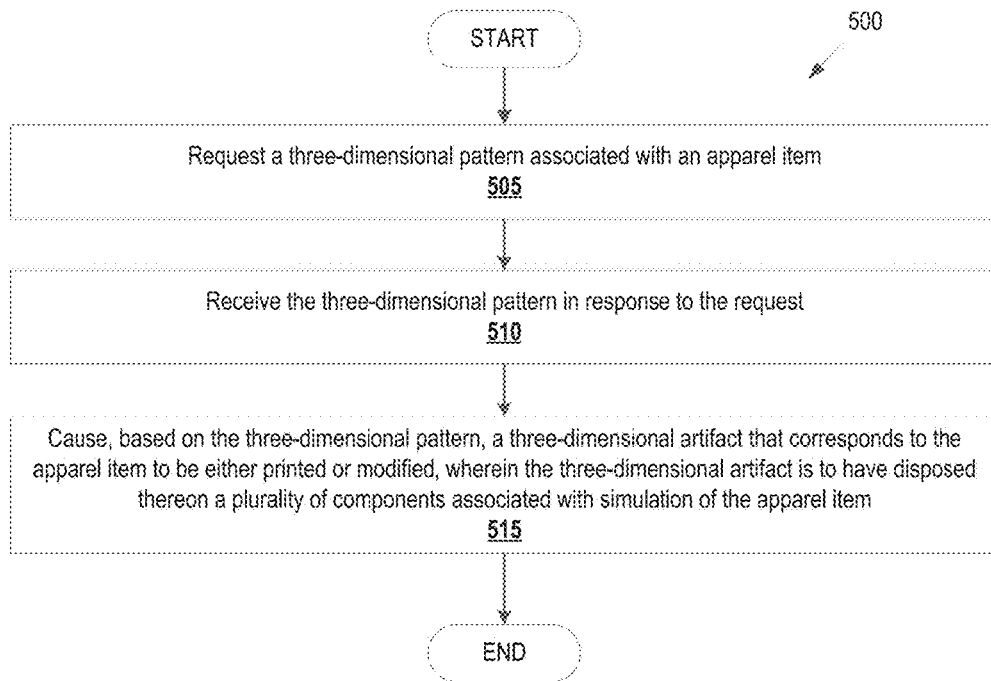 500
START
Request a three-dimensional pattern associated with an apparel item
505
Receive the three-dimensional pattern in response to the request
510
Cause, based on the three-dimensional pattern, a three-dimensional artifact that corresponds to the
apparel item to be either printed or modified, wherein the three-dimensional artifact is to have disposed
thereon a plurality of components associated with simulation of the apparel item
515
END